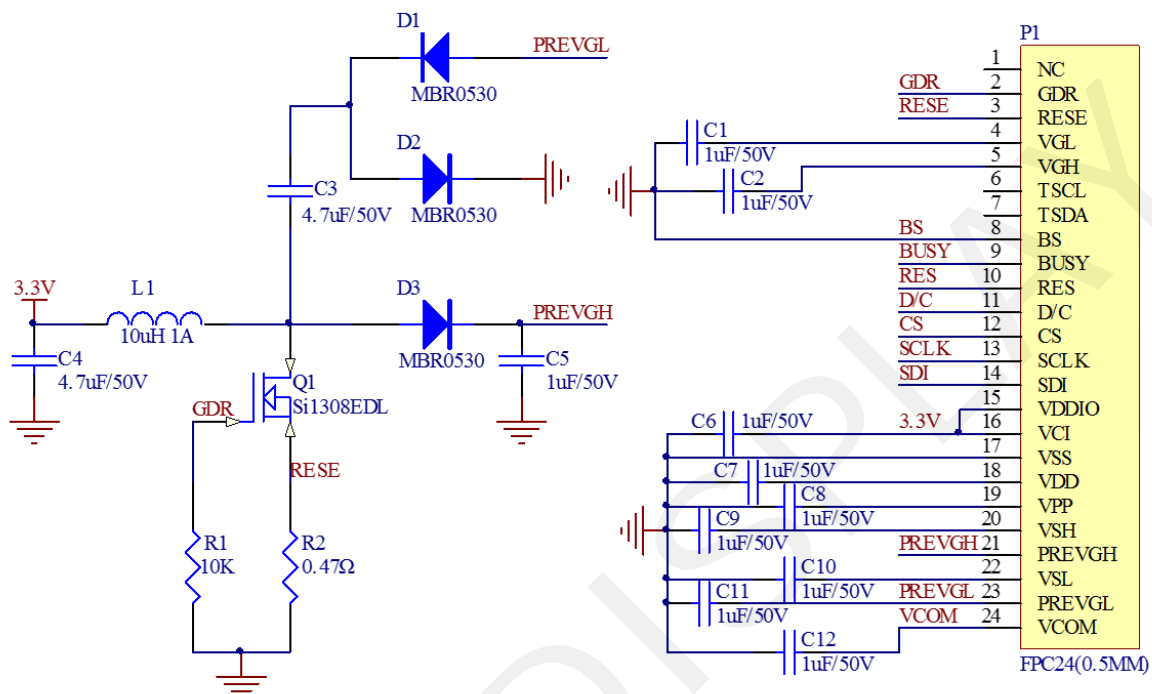 D1
PREVGL
MBR0530
D2
MBR0530
C3
4.7uF/50V
3.3V
L1
10uH 1A
D3
PREVGH
MBR0530
C4
4.7uF/50V
C5
1uF/50V
Q1
Si1308EDL
GDR
RESE
R1
10K
R2
0.47Ω
P1
1 NC
GDR 2 GDR
RESE 3 RESE
C1
1uF/50V
4 VGL
C2
1uF/50V
5 VGH
6 TSCL
7 TSDA
BS 8 BS
BUSY 9 BUSY
RES 10 RES
D/C 11 D/C
CS 12 CS
SCLK 13 SCLK
SDI 14 SDI
15 VDDIO
C6 1uF/50V 3.3V 16 VCI
17 VSS
C7 1uF/50V 18 VDD
C8
1uF/50V
19 VPP
C9
1uF/50V
20 VSH
PREVGH 21 PREVGH
C10
1uF/50V
22 VSL
C11
1uF/50V
PREVGL 23 PREVGL
VCOM 24 VCOM
C12
1uF/50V
FPC24(0.5MM)
DISPLAY